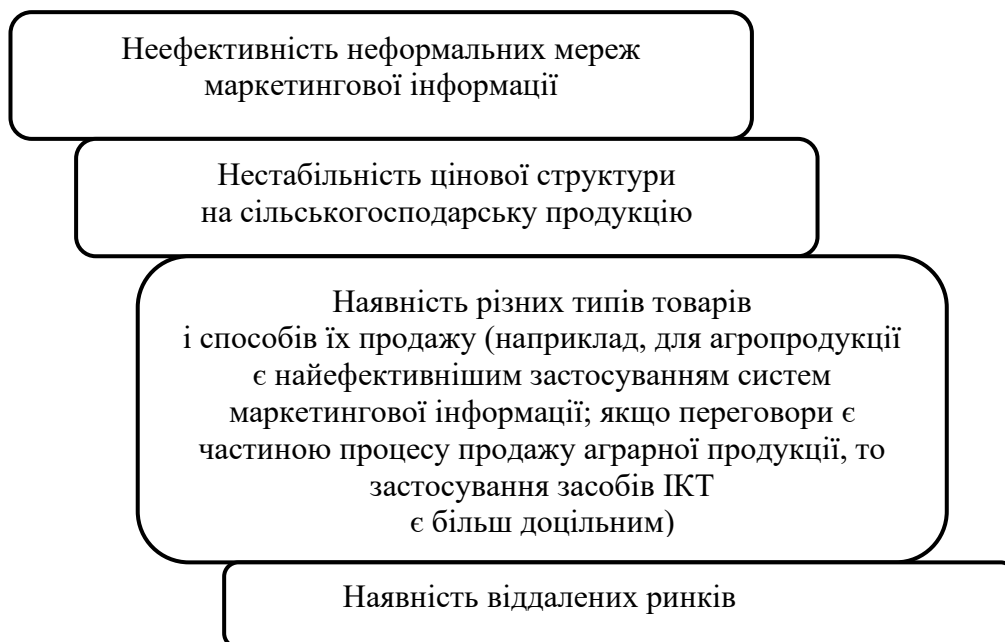 Неефективність неформальних мереж
маркетингової інформації
Нестабільність цінової структури
на сільськогосподарську продукцію
Наявність різних типів товарів
і способів їх продажу (наприклад, для агропродукції
є найефективнішим застосуванням систем
маркетингової інформації; якщо переговори є
частиною процесу продажу аграрної продукції, то
застосування засобів ІКТ
є більш доцільним)
Наявність віддалених ринків